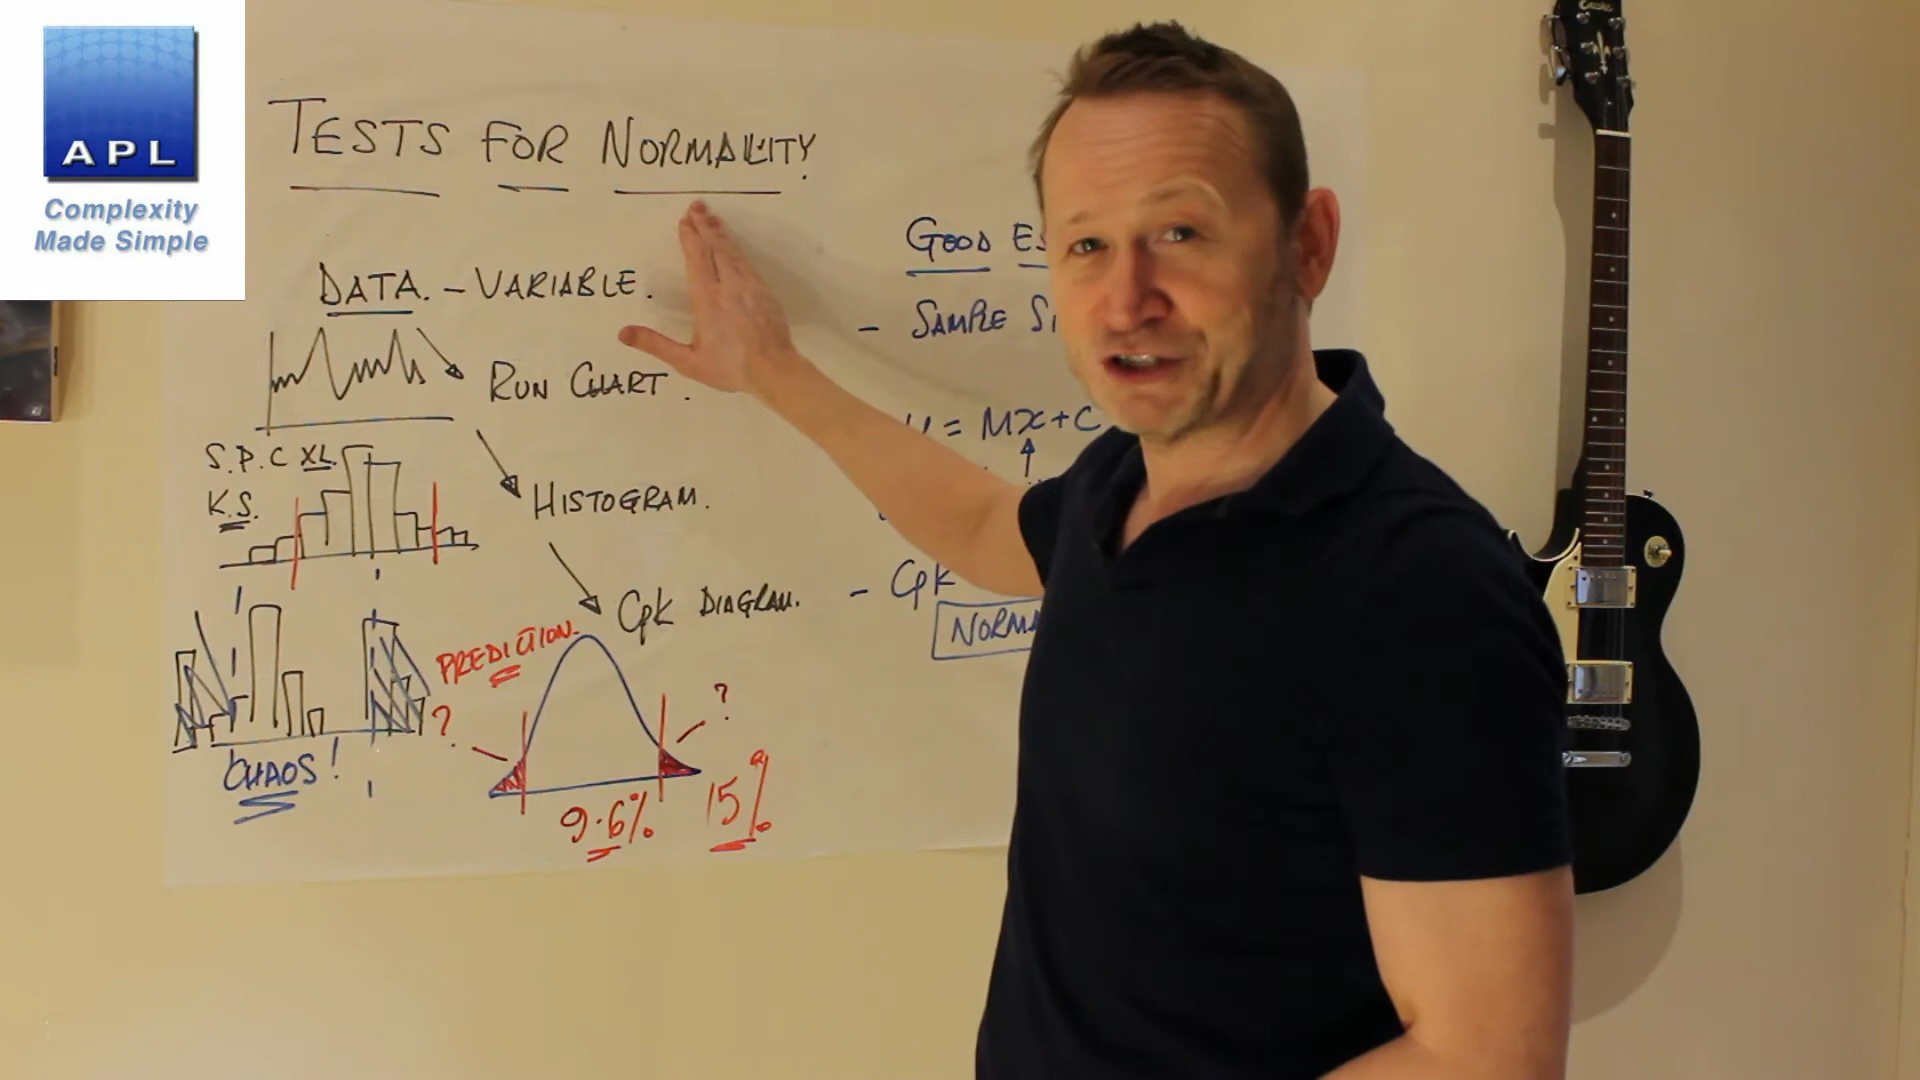 APL
Complexity
Made Simple
TESTS FOR NORMALITY.
DATA. - VARIABLE.
RUN CHART.
S.P.C XL.
K.S.
HISTOGRAM.
CPK DIAGRAM.
PREDICTION.
?
?
CHAOS!
9.6%
15%
GOOD
- SAMPLE
= Mx+C
- CPK